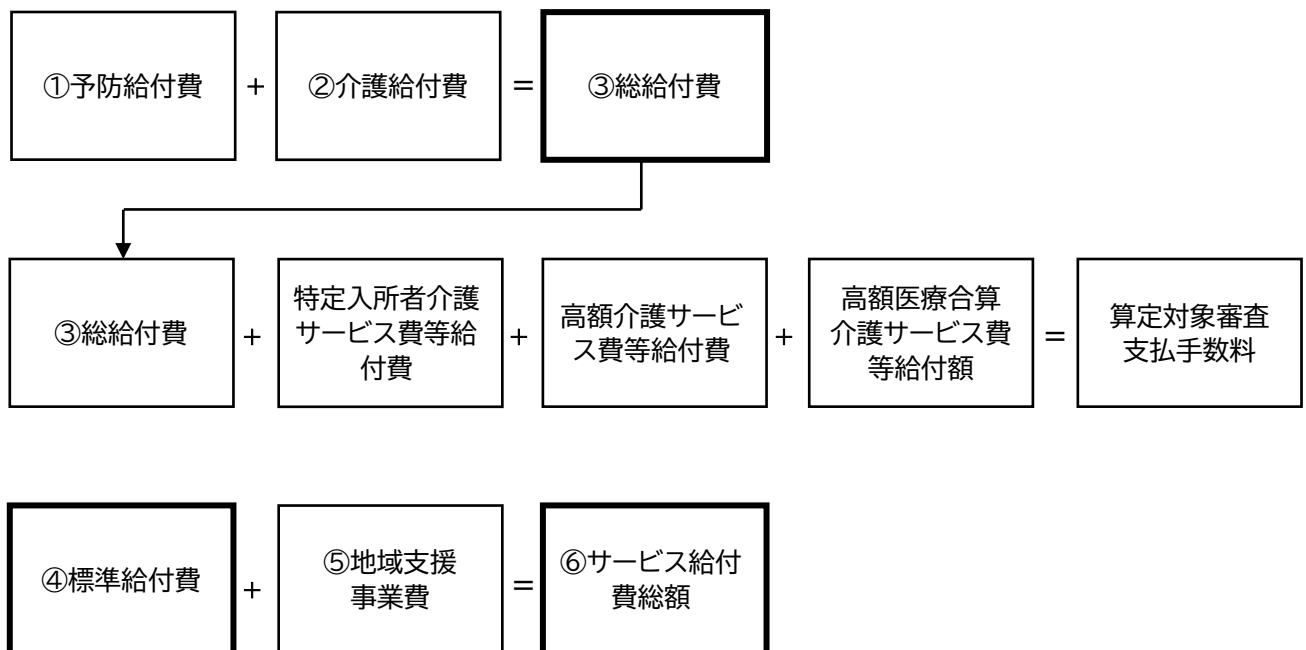 ①予防給付費 + ②介護給付費 = ③総給付費
③総給付費 + 特定入所者介護サービス費等給付費 + 高額介護サービス費等給付費 + 高額医療合算介護サービス費等給付額 = 算定対象審査支払手数料
④標準給付費 + ⑤地域支援事業費 = ⑥サービス給付費総額